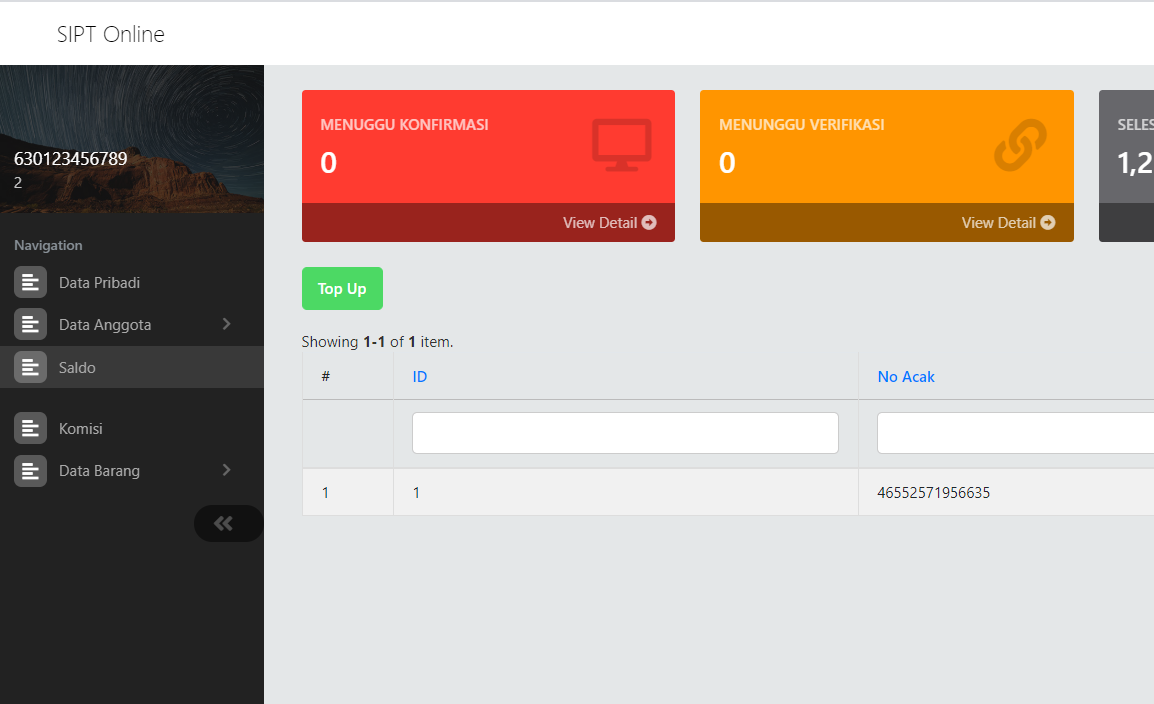 SIPT Online
630123456789
2
Navigation
Data Pribadi
Data Anggota
Saldo
Komisi
Data Barang
MENUGGU KONFIRMASI
0
View Detail
MENUNGGU VERIFIKASI
0
View Detail
SELES
1,2
Top Up
Showing 1-1 of 1 item.
# ID No Acak
1 1 46552571956635